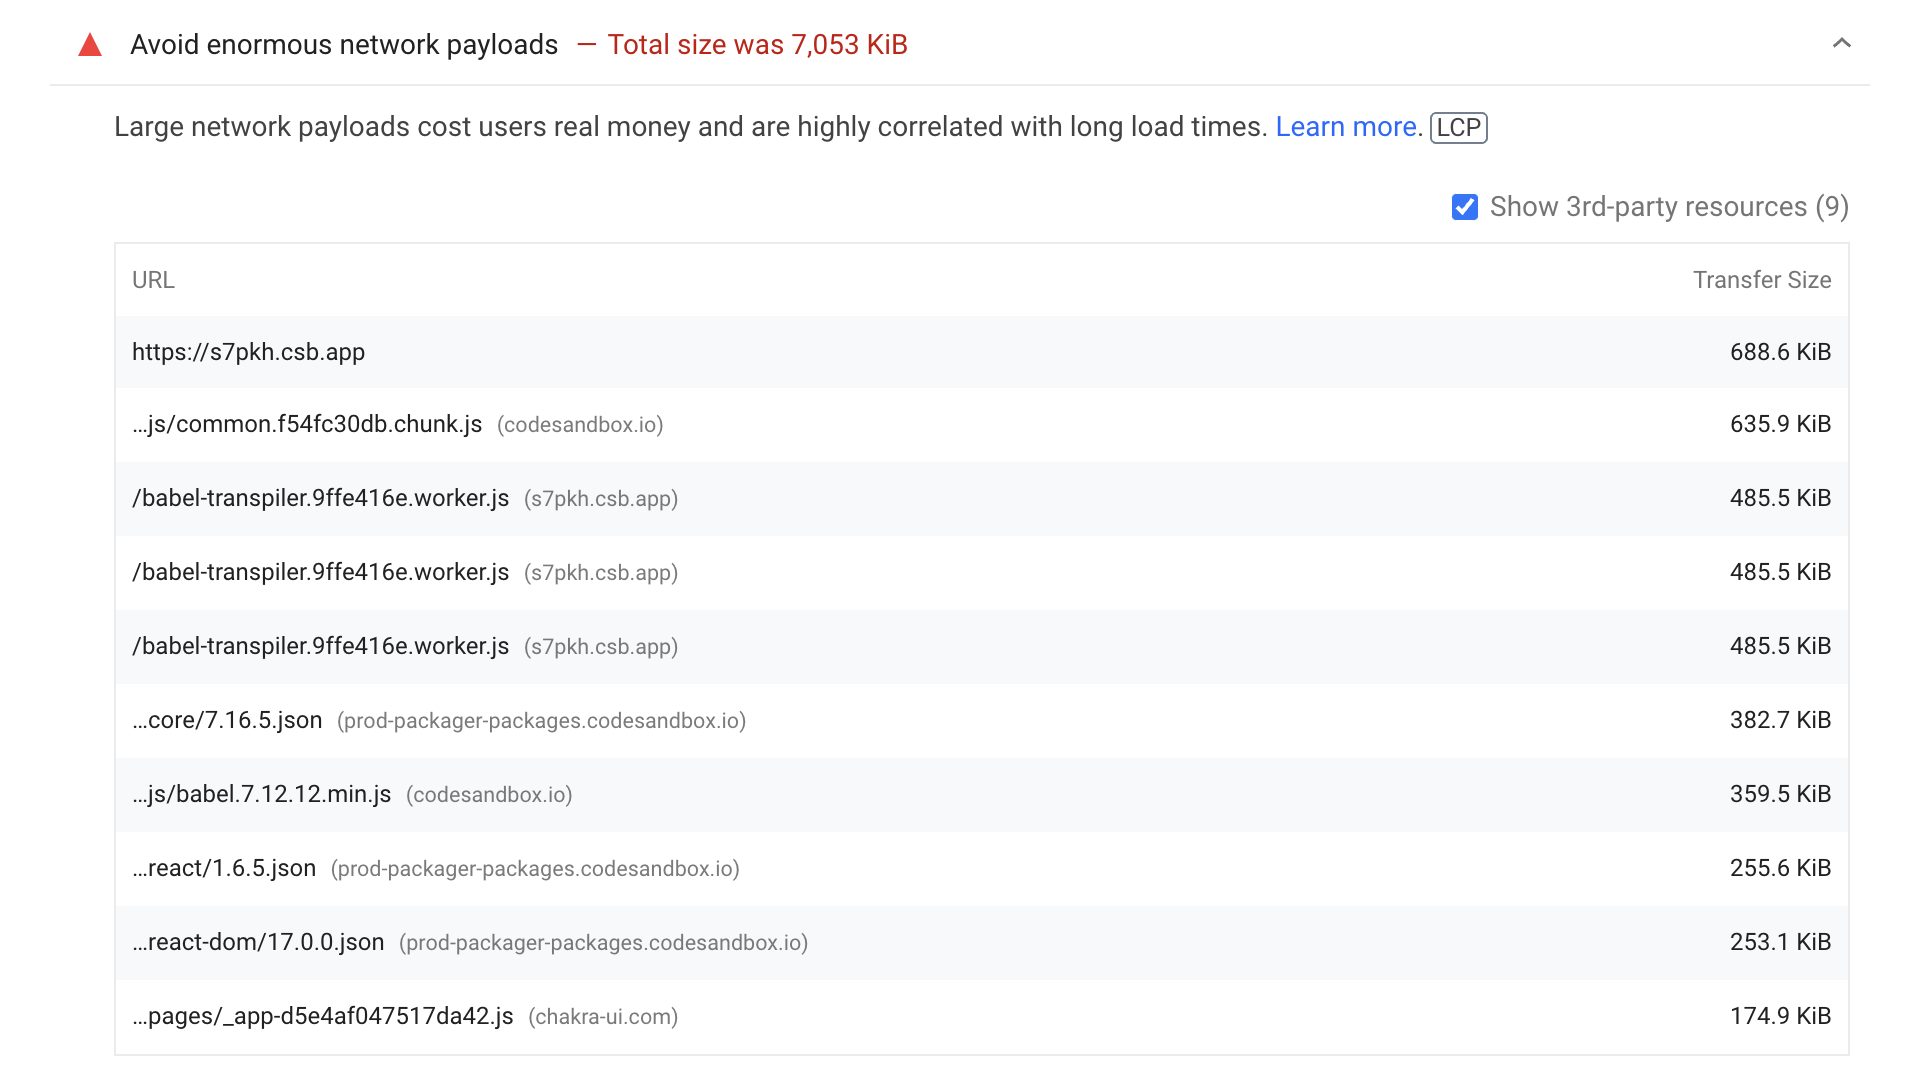 Avoid enormous network payloads — Total size was 7,053 KiB
Large network payloads cost users real money and are highly correlated with long load times. Learn more. LCP
Show 3rd-party resources (9)
URL Transfer Size
https://s7pkh.csb.app 688.6 KiB
…js/common.f54fc30db.chunk.js (codesandbox.io) 635.9 KiB
/babel-transpiler.9ffe416e.worker.js (s7pkh.csb.app) 485.5 KiB
/babel-transpiler.9ffe416e.worker.js (s7pkh.csb.app) 485.5 KiB
/babel-transpiler.9ffe416e.worker.js (s7pkh.csb.app) 485.5 KiB
…core/7.16.5.json (prod-packager-packages.codesandbox.io) 382.7 KiB
…js/babel.7.12.12.min.js (codesandbox.io) 359.5 KiB
…react/1.6.5.json (prod-packager-packages.codesandbox.io) 255.6 KiB
…react-dom/17.0.0.json (prod-packager-packages.codesandbox.io) 253.1 KiB
…pages/_app-d5e4af047517da42.js (chakra-ui.com) 174.9 KiB